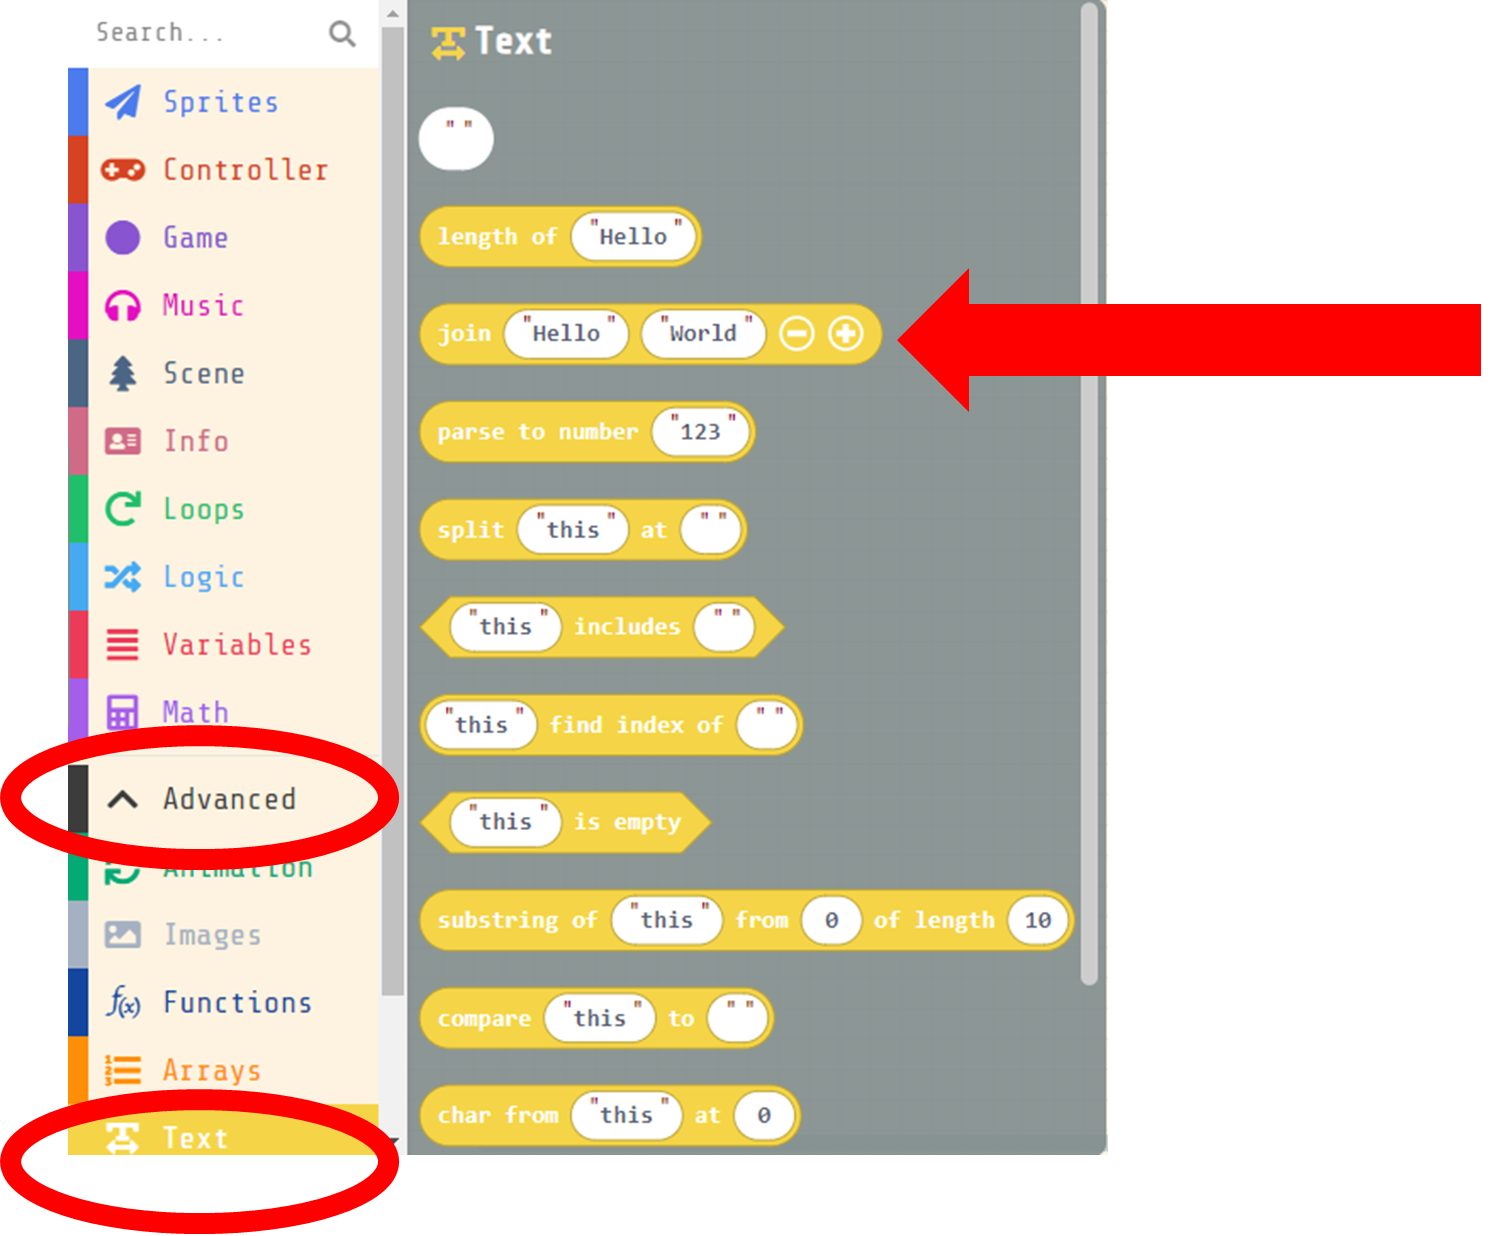 Search...
Sprites
Controller
Game
Music
Scene
Info
Loops
Logic
Variables
Math
Advanced
Animation
Images
f(x) Functions
Arrays
Text
Text
" "
length of "Hello"
join "Hello" "World"
parse to number "123"
split "this" at " "
"this" includes " "
"this" find index of " "
"this" is empty
substring of "this" from 0 of length 10
compare "this" to " "
char from "this" at 0